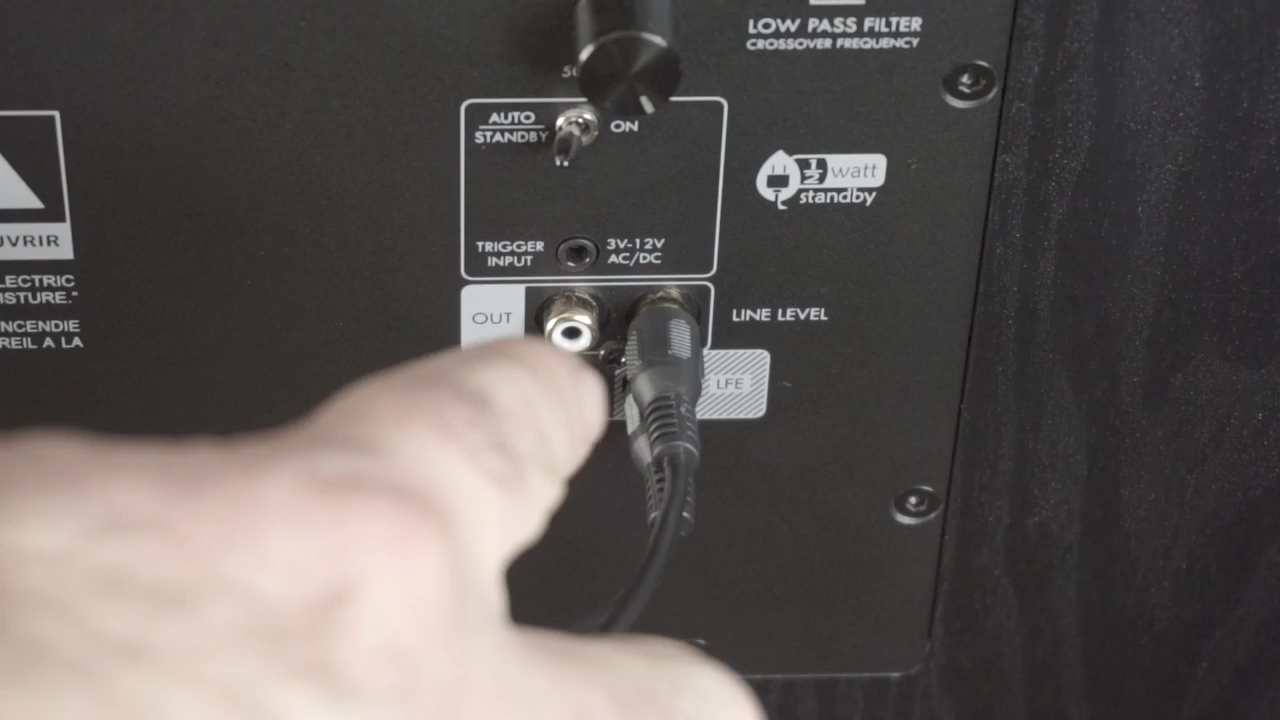 LOW PASS FILTER
CROSSOVER FREQUENCY
AUTO
STANDBY
ON
1/2 watt
standby
TRIGGER
INPUT
3V-12V
AC/DC
OUT
LINE LEVEL
LFE
UVRIR
LECTRIC
ISTURE."
NCENDIE
REIL A LA